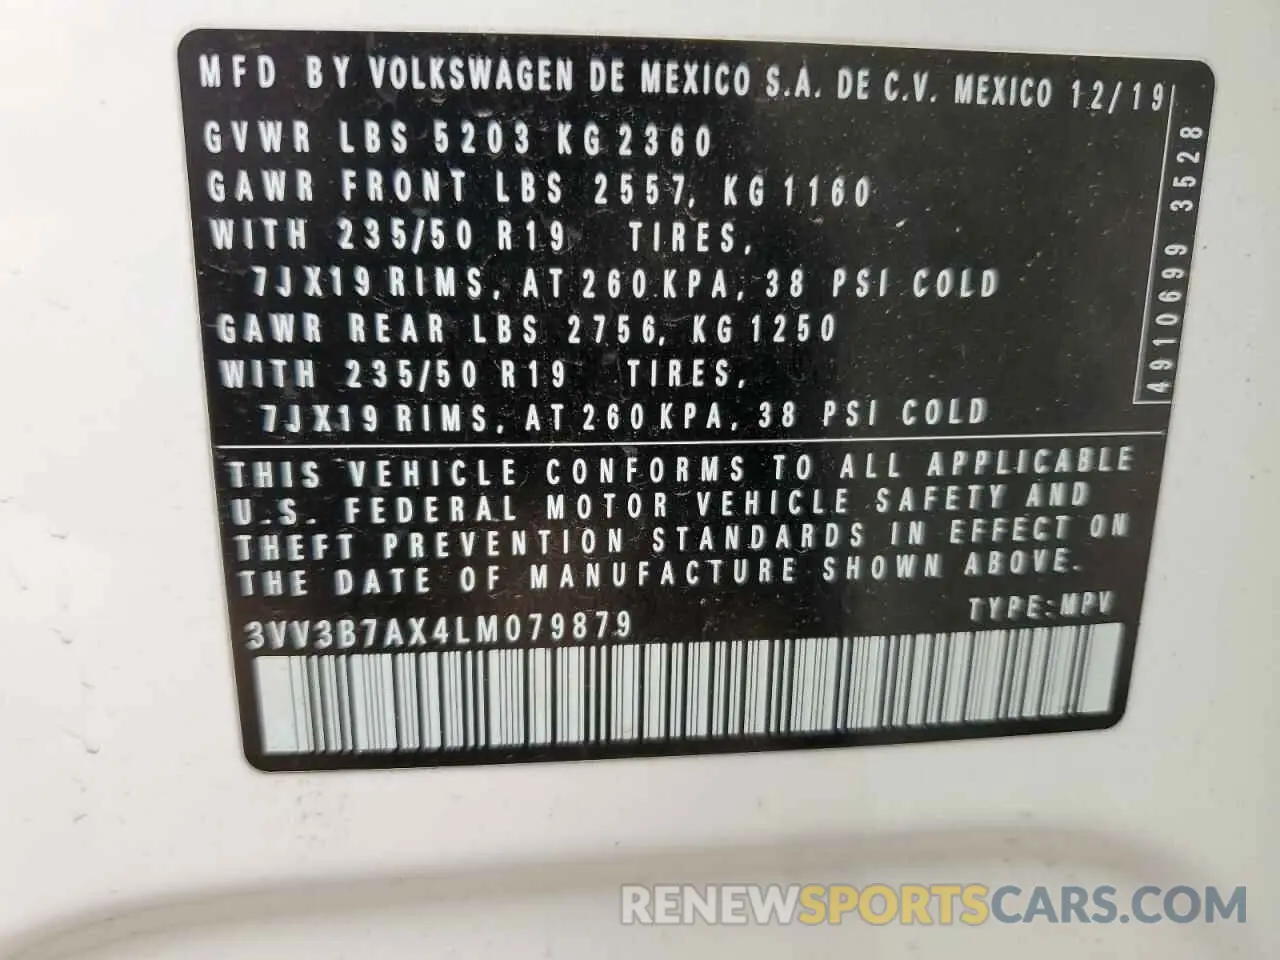 MFD BY VOLKSWAGEN DE MEXICO S.A. DE C.V. MEXICO 12/19
GVWR LBS 5203 KG 2360
GAWR FRONT LBS 2557, KG 1160
WITH 235/50 R19 TIRES,
7JX19 RIMS, AT 260 KPA, 38 PSI COLD
GAWR REAR LBS 2756, KG 1250
WITH 235/50 R19 TIRES,
7JX19 RIMS, AT 260 KPA, 38 PSI COLD
4910699 3528
THIS VEHICLE CONFORMS TO ALL APPLICABLE
U.S. FEDERAL MOTOR VEHICLE SAFETY AND
THEFT PREVENTION STANDARDS IN EFFECT ON
THE DATE OF MANUFACTURE SHOWN ABOVE.
TYPE: MPV
3VV3B7AX4LM079879
RENEWSPORTSCARS.COM